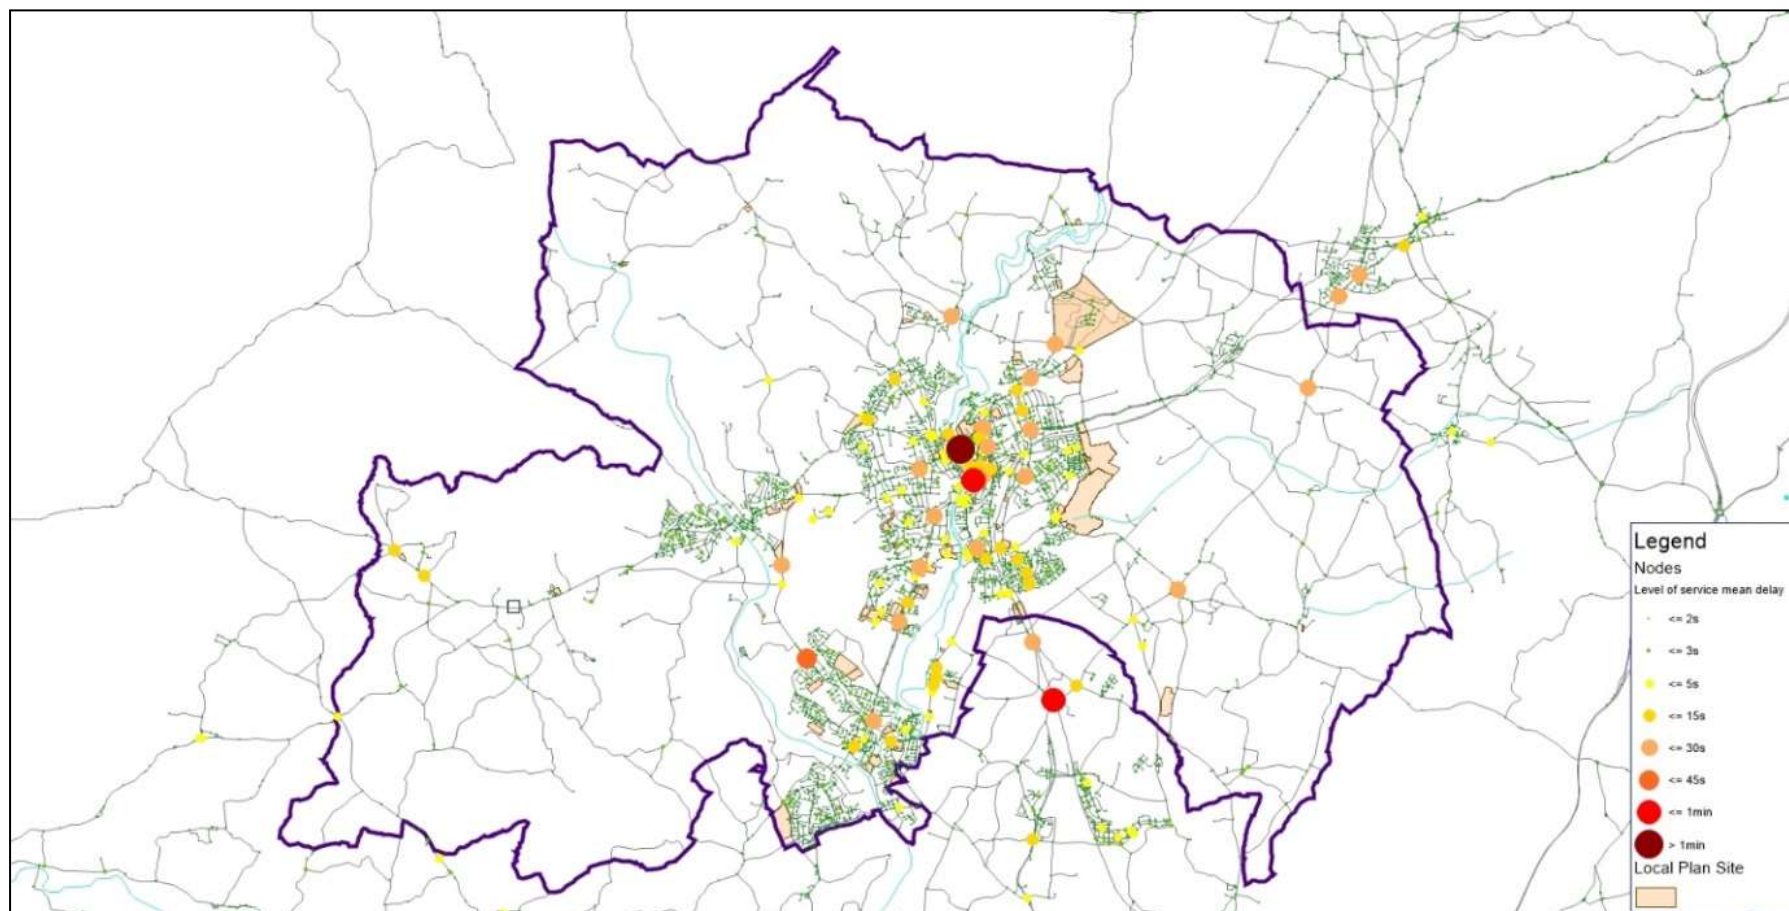 Legend
Nodes
Level of service mean delay
<= 2s
<= 3s
<= 5s
<= 15s
<= 30s
<= 45s
<= 1min
> 1min
Local Plan Site